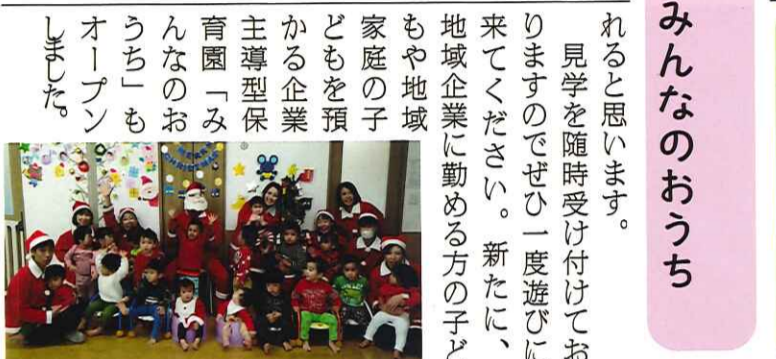 みんなのおうち
れると思います。
見学を随時受け付けてお
りますのでぜひ一度遊びに
来てください。新たに、
地域企業に勤める方の子ど
もや地域
家庭の子
どもを預
かる企業
主導型保
育園「み
んなのお
うち」も
オープン
しました。
MERRY
CHRISTMAS